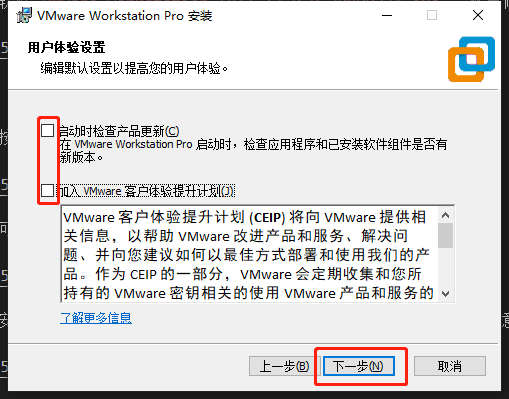 VMware Workstation Pro 安装
用户体验设置
编辑默认设置以提高您的用户体验。
启动时检查产品更新(C)
在 VMware Workstation Pro 启动时，检查应用程序和已安装软件组件是否有
新版本。
加入 VMware 客户体验提升计划(J)
VMware 客户体验提升计划 (CEIP) 将向 VMware 提供相
关信息，以帮助 VMware 改进产品和服务、解决问
题、并向您建议如何以最佳方式部署和使用我们的产
品。作为 CEIP 的一部分，VMware 会定期收集和您所
持有的 VMware 密钥相关的使用 VMware 产品和服务的
了解更多信息
上一步(B)
下一步(N)
取消